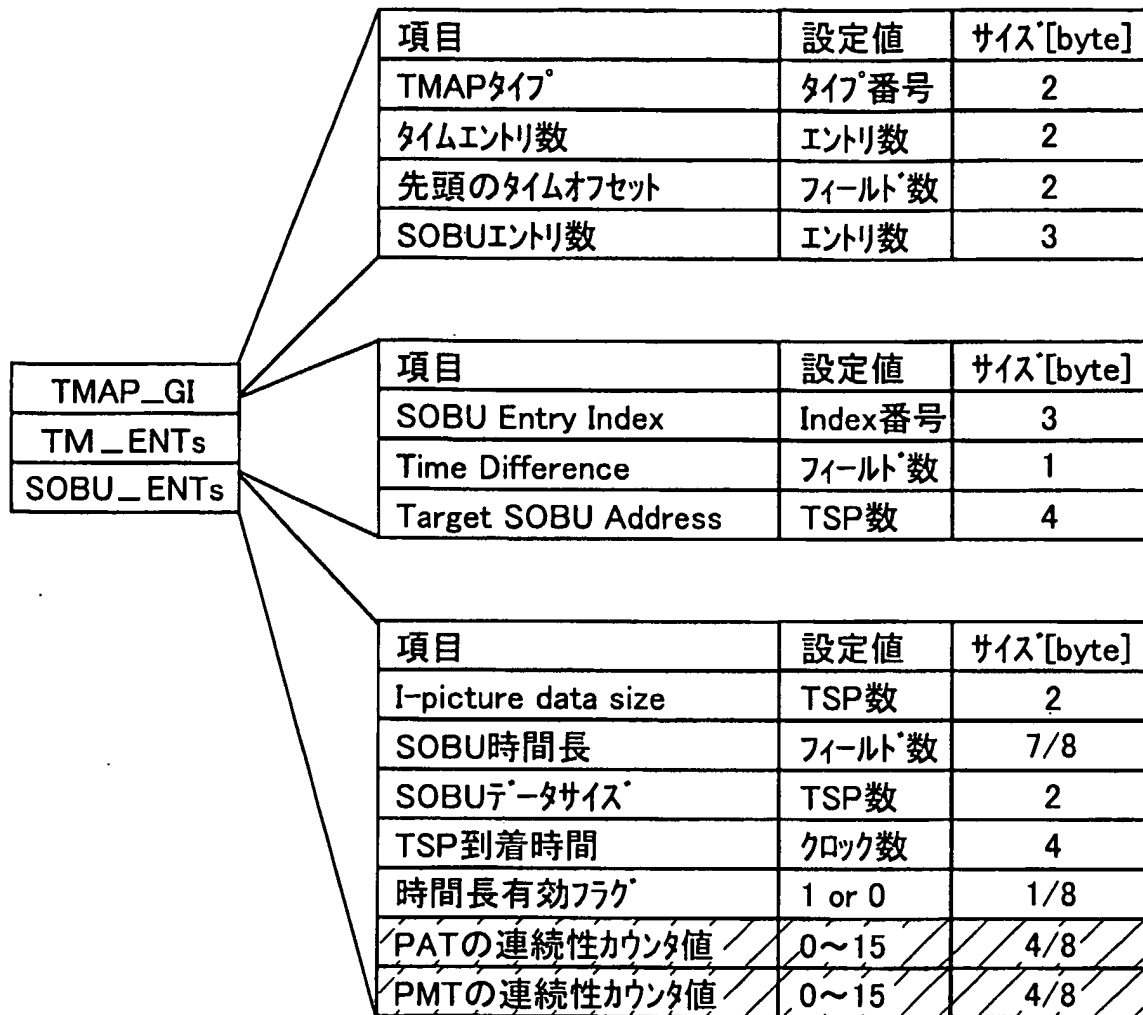 項目 設定値 サイズ[byte]
TMAPタイプ タイプ番号 2
タイムエントリ数 エントリ数 2
先頭のタイムオフセット フィールド数 2
SOBUエントリ数 エントリ数 3
TMAP_GI
TM_ENTs
SOBU_ENTs
項目 設定値 サイズ[byte]
SOBU Entry Index Index番号 3
Time Difference フィールド数 1
Target SOBU Address TSP数 4
項目 設定値 サイズ[byte]
I-picture data size TSP数 2
SOBU時間長 フィールド数 7/8
SOBUデータサイズ TSP数 2
TSP到着時間 クロック数 4
時間長有効フラグ 1 or 0 1/8
PATの連続性カウンタ値 0～15 4/8
PMTの連続性カウンタ値 0～15 4/8